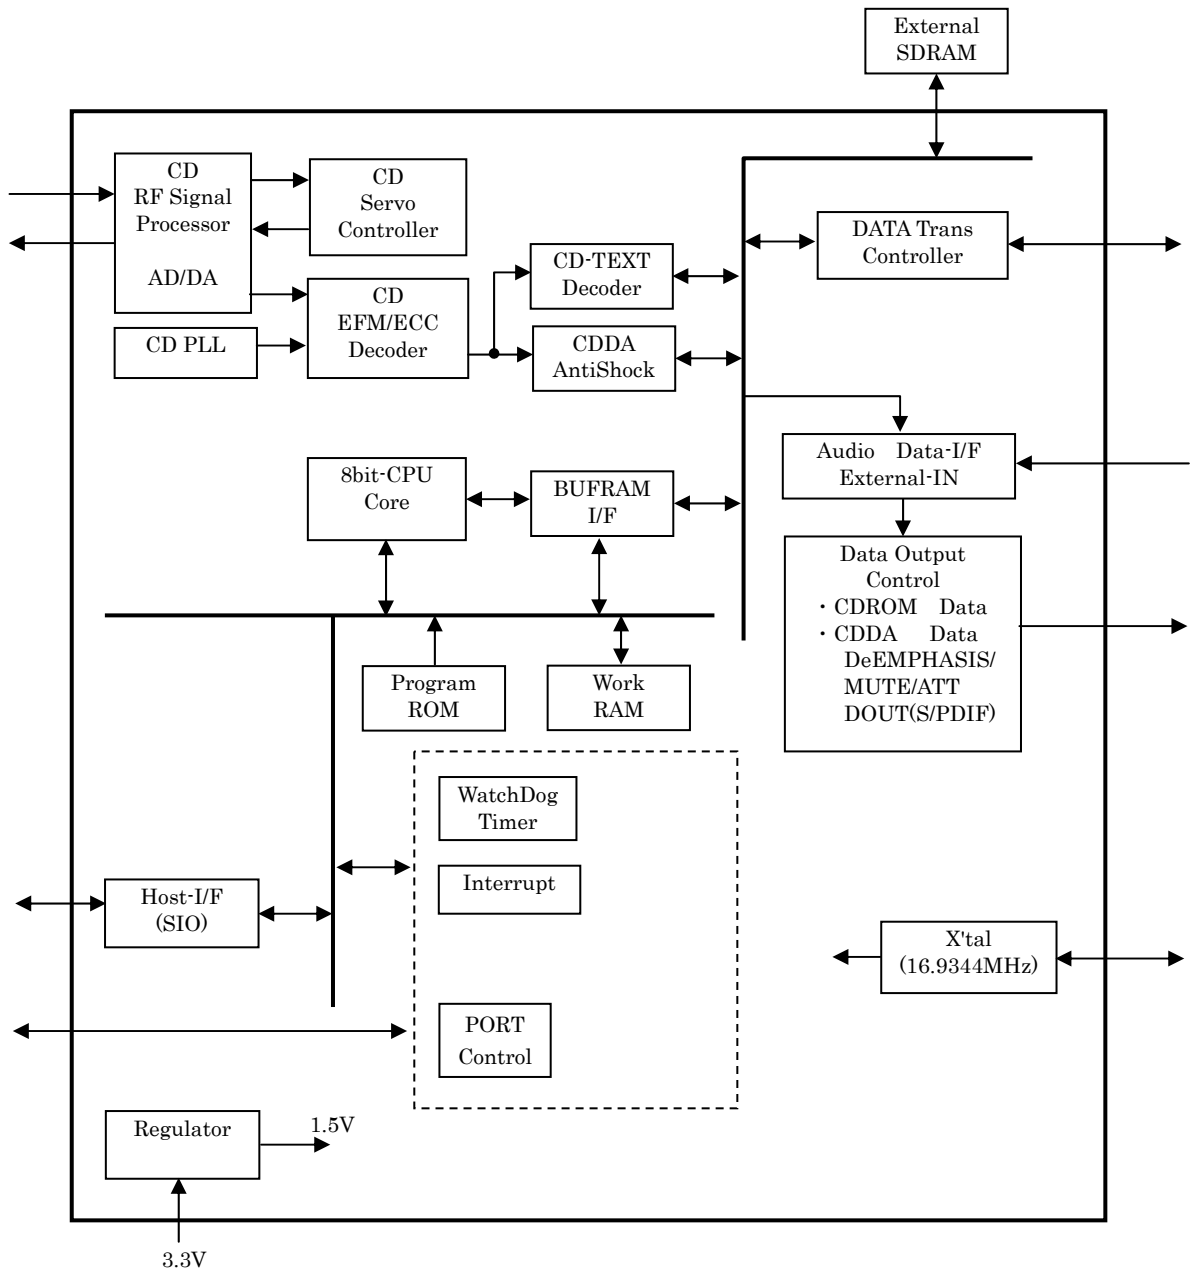 External
SDRAM
CD
RF Signal
Processor
AD/DA
CD
Servo
Controller
DATA Trans
Controller
CD-TEXT
Decoder
CD
EFM/ECC
Decoder
CD PLL
CDDA
AntiShock
Audio Data-I/F
External-IN
8bit-CPU
Core
BUFRAM
I/F
Data Output
Control
・CDROM Data
・CDDA Data
DeEMPHASIS/
MUTE/ATT
DOUT(S/PDIF)
Program
ROM
Work
RAM
WatchDog
Timer
Interrupt
Host-I/F
(SIO)
X'tal
(16.9344MHz)
PORT
Control
Regulator
1.5V
3.3V